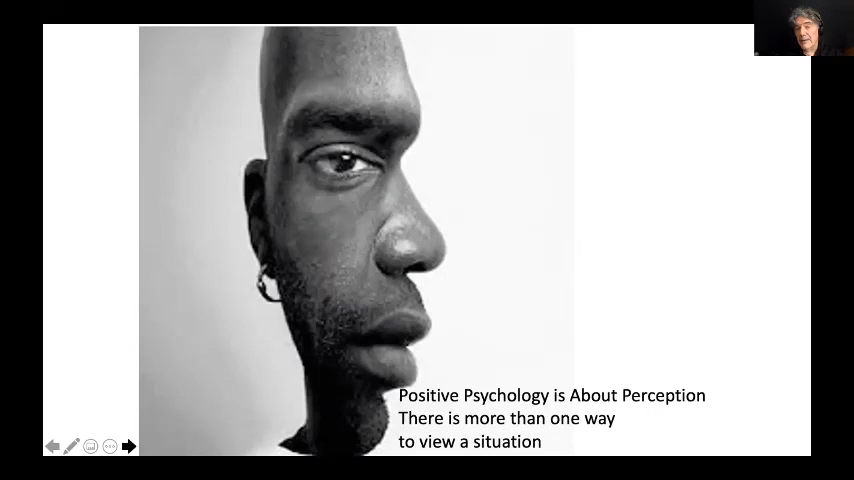 Positive Psychology is About Perception
There is more than one way
to view a situation